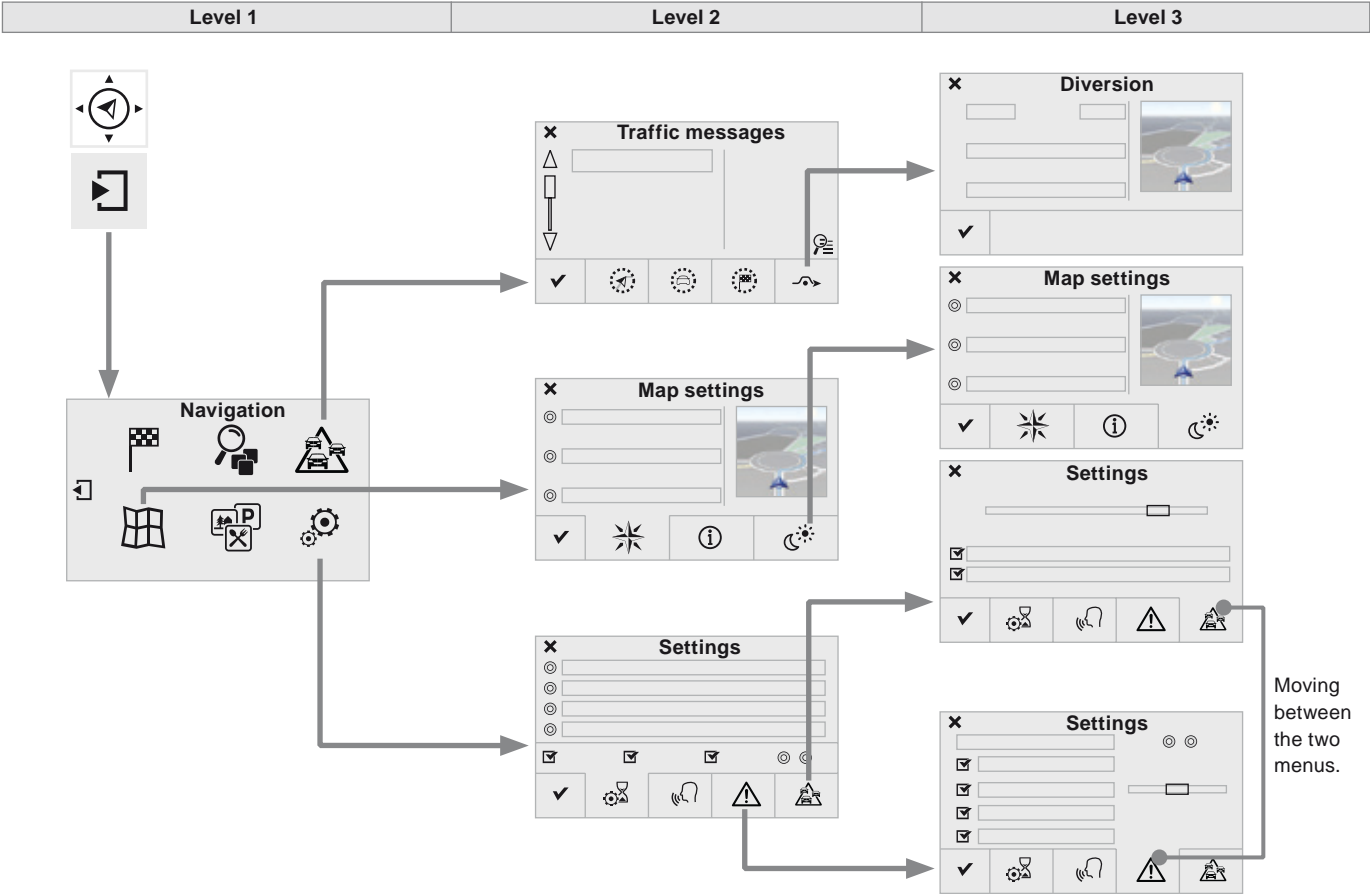 Level 1
Level 2
Level 3
Diversion
Traffic messages
Map settings
Map settings
Navigation
P
Settings
Settings
Settings
Moving
between
the two
menus.